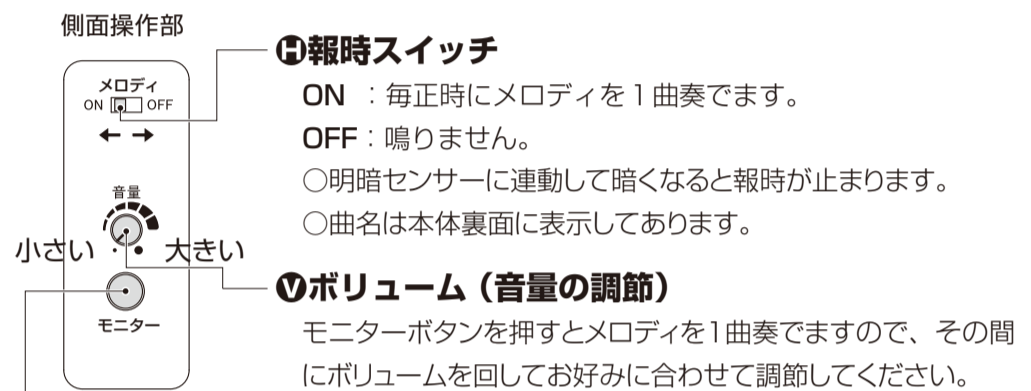 側面操作部
メロディ
ON OFF
← →
音量
小さい 大きい
モニター
Ⓗ報時スイッチ
ON :毎正時にメロディを1曲奏でます。
OFF:鳴りません。
○明暗センサーに連動して暗くなると報時が止まります。
○曲名は本体裏面に表示してあります。
Ⓥボリューム(音量の調節)
モニターボタンを押すとメロディを1曲奏でますので、その間
にボリュームを回してお好みに合わせて調節してください。